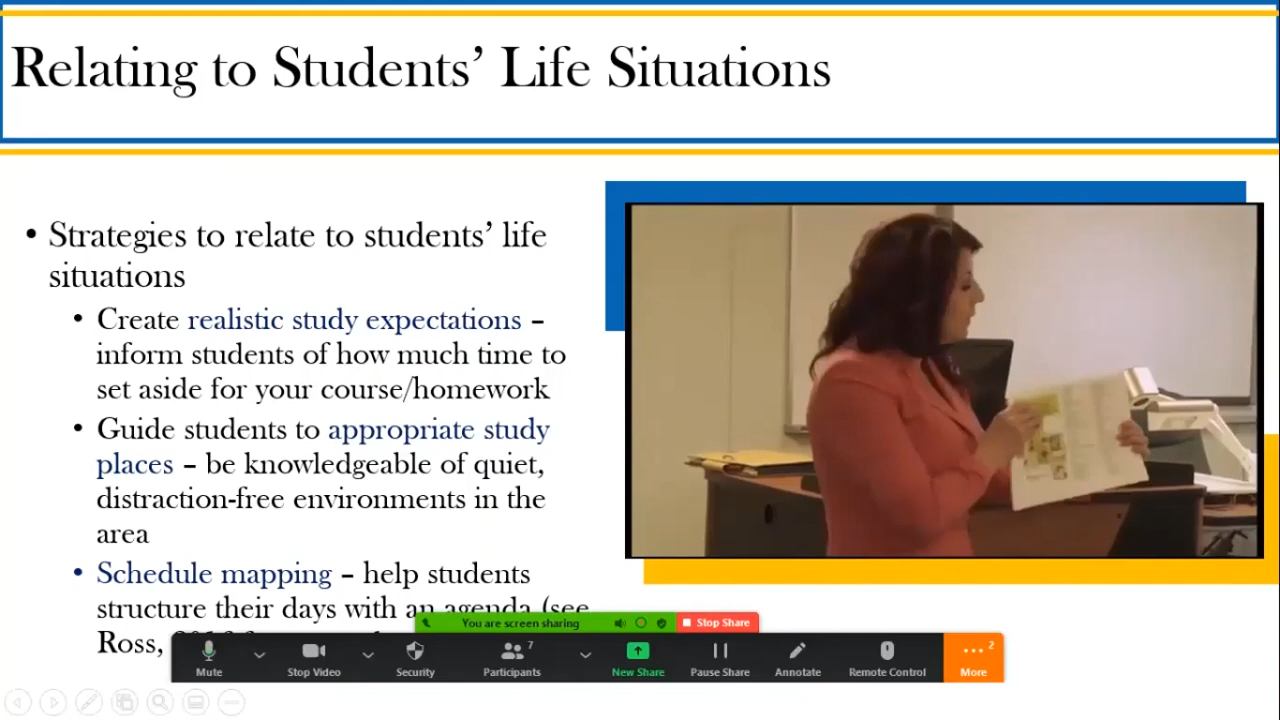 Relating to Students’ Life Situations
• Strategies to relate to students’ life
situations
• Create realistic study expectations –
inform students of how much time to
set aside for your course/homework
• Guide students to appropriate study
places – be knowledgeable of quiet,
distraction-free environments in the
area
• Schedule mapping – help students
structure their days with an agenda (see
Ross,
You are screen sharing
Stop Share
7
2
Mute
Stop Video
Security
Participants
New Share
Pause Share
Annotate
Remote Control
More